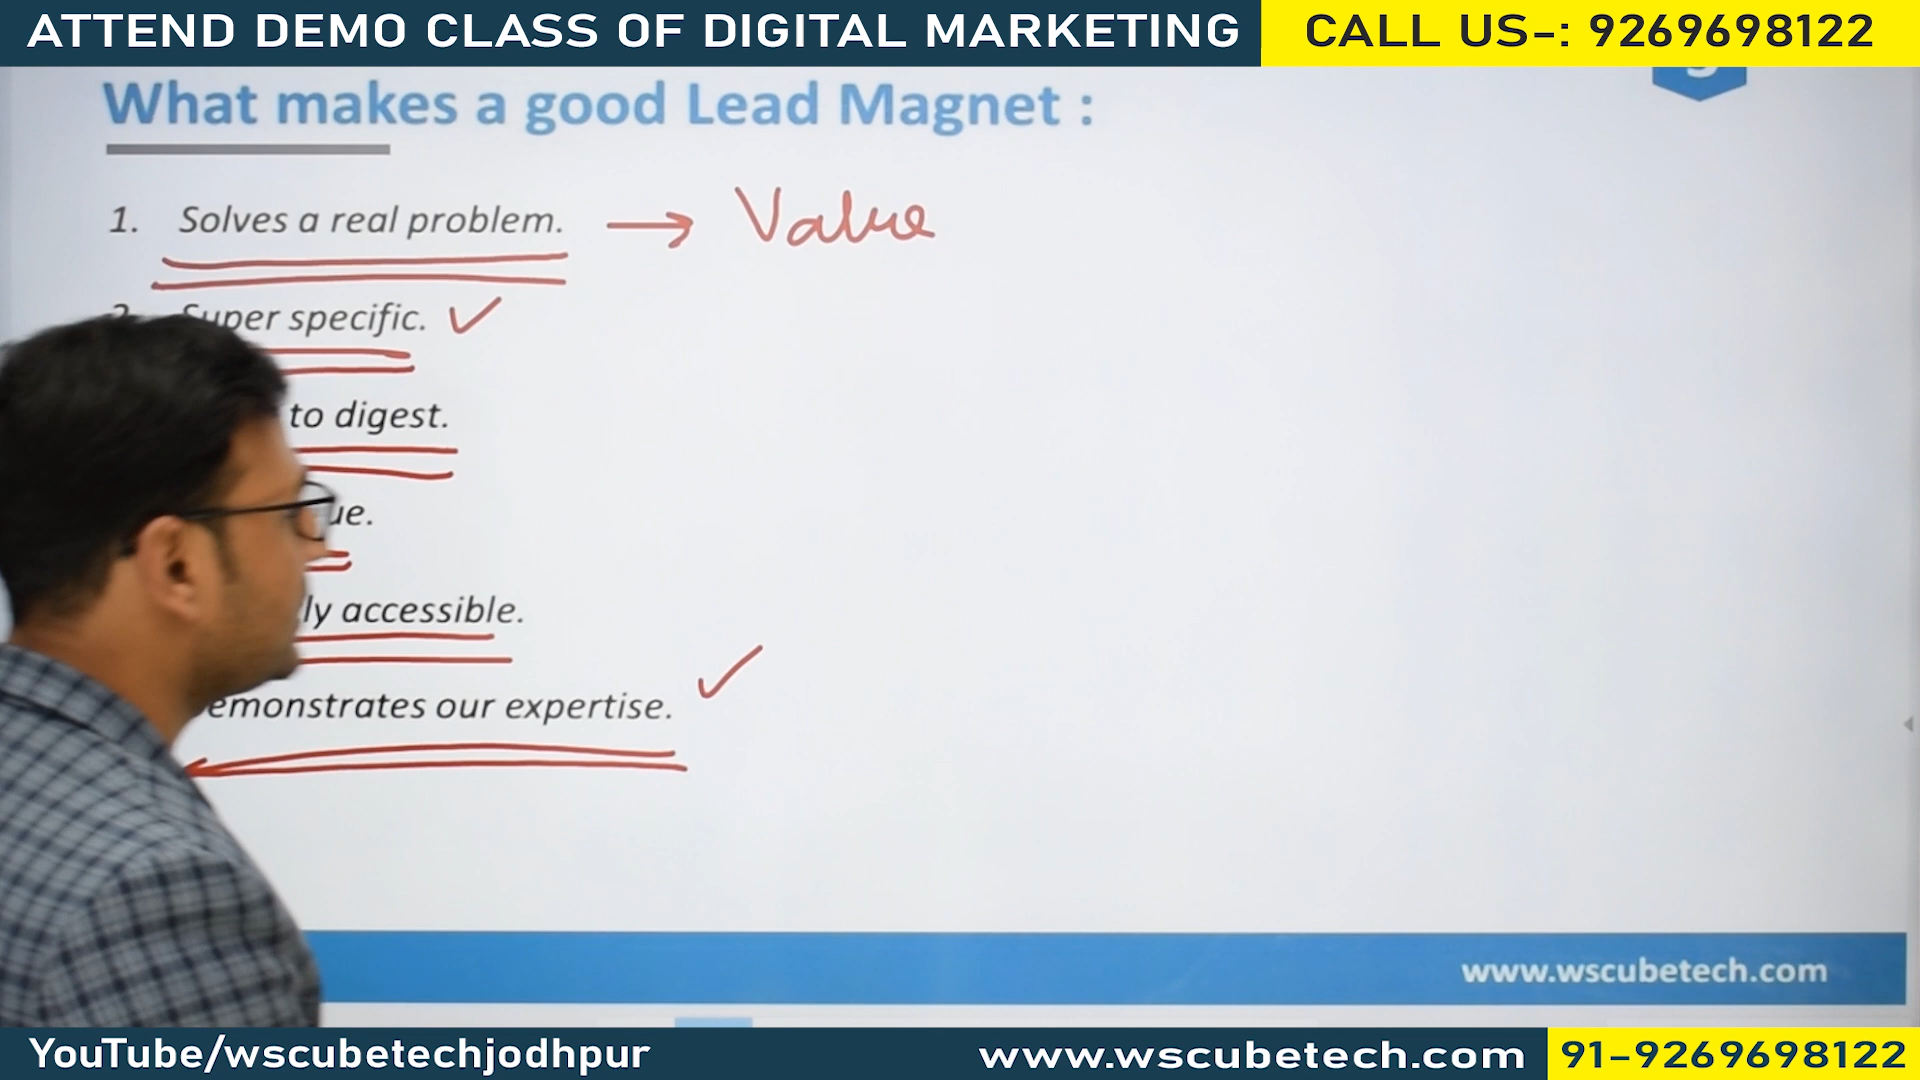 ATTEND DEMO CLASS OF DIGITAL MARKETING
CALL US-: 9269698122
What makes a good Lead Magnet :
1. Solves a real problem. → Value
Super specific. ✓
to digest.
ue.
ly accessible.
emonstrates our expertise. ✓
www.wscubetech.com
YouTube/wscubetechjodhpur
www.wscubetech.com
91-9269698122